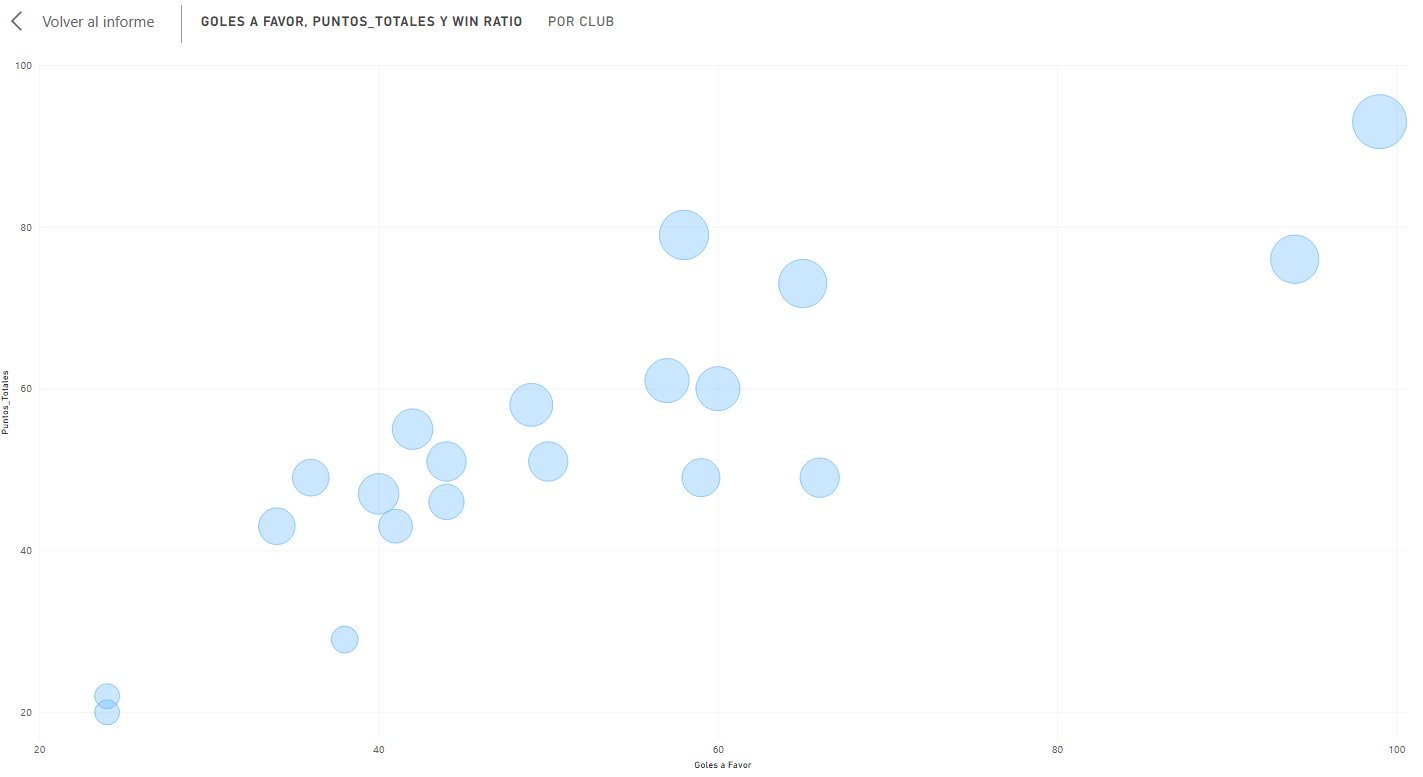 Volver al informe
GOLES A FAVOR, PUNTOS_TOTALES Y WIN RATIO POR CLUB
100
80
60
40
20
Puntos_Totales
20 40 60 80 100
Goles a Favor